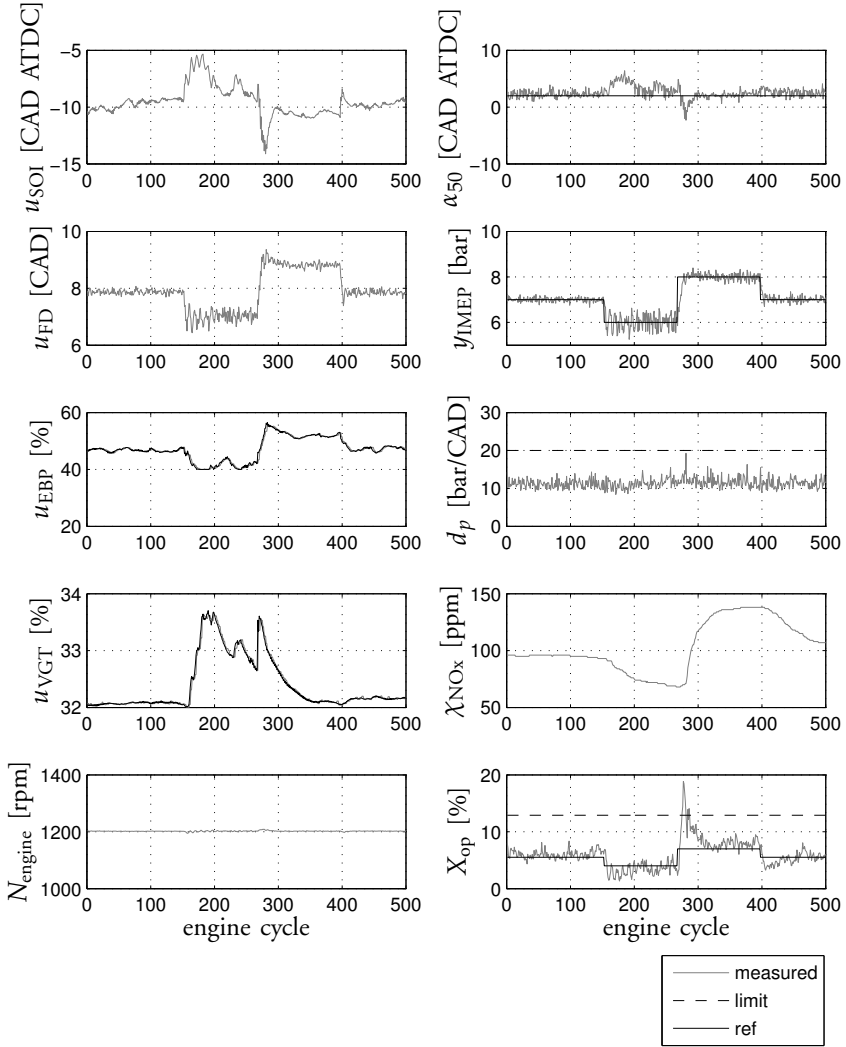 u_SOI [CAD ATDC]
−5
−10
−15
0 100 200 300 400 500
α_50 [CAD ATDC]
10
0
−10
0 100 200 300 400 500
u_FD [CAD]
10
8
6
0 100 200 300 400 500
y_IMEP [bar]
10
8
6
0 100 200 300 400 500
u_EBP [%]
60
40
20
0 100 200 300 400 500
d_p [bar/CAD]
30
20
10
0
0 100 200 300 400 500
u_VGT [%]
34
33
32
0 100 200 300 400 500
χ_NOx [ppm]
150
100
50
0 100 200 300 400 500
N_engine [rpm]
1400
1200
1000
0 100 200 300 400 500
engine cycle
X_op [%]
20
10
0
0 100 200 300 400 500
engine cycle
measured
limit
ref